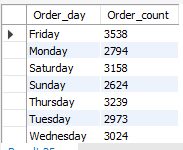 Order_day Order_count
Friday 3538
Monday 2794
Saturday 3158
Sunday 2624
Thursday 3239
Tuesday 2973
Wednesday 3024